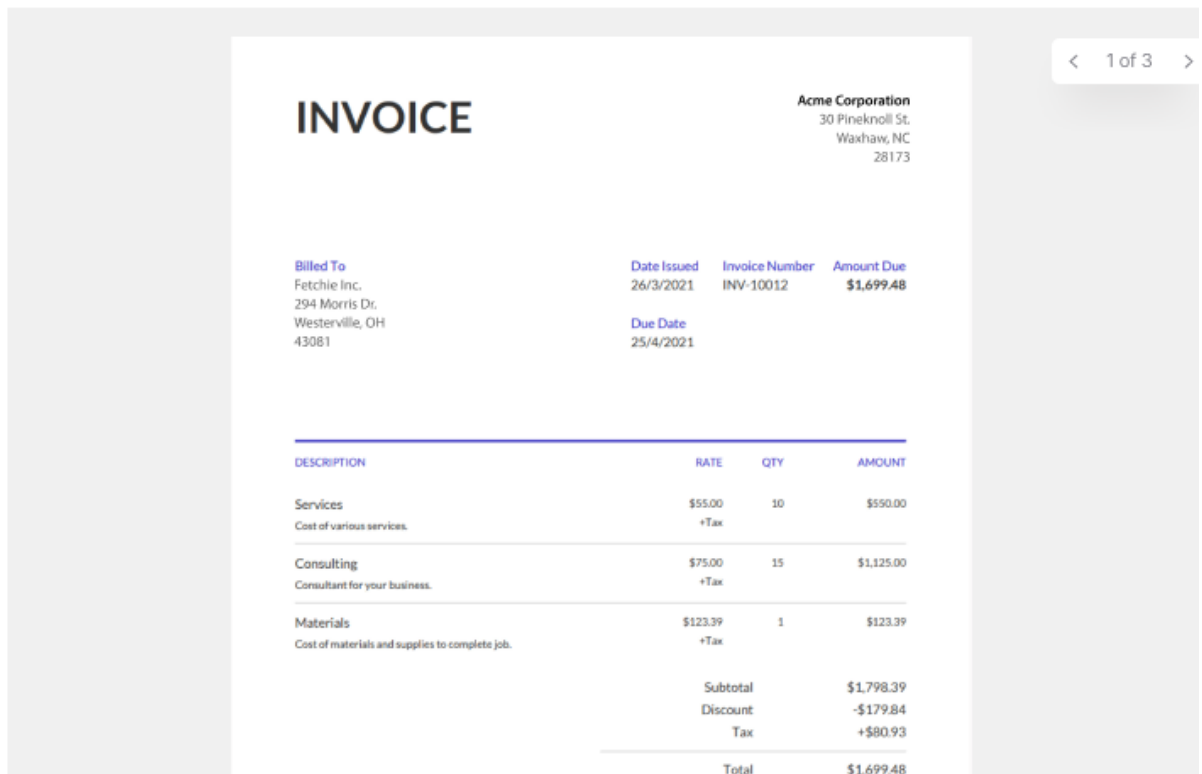 1 of 3
INVOICE
Acme Corporation
30 Pineknoll St.
Waxhaw, NC
28173
Billed To
Fetchie Inc.
294 Morris Dr.
Westerville, OH
43081
Date Issued Invoice Number Amount Due
26/3/2021 INV-10012 $1,699.48
Due Date
25/4/2021
DESCRIPTION RATE QTY AMOUNT
Services $55.00 10 $550.00
Cost of various services. +Tax
Consulting $75.00 15 $1,125.00
Consultant for your business. +Tax
Materials $123.39 1 $123.39
Cost of materials and supplies to complete job. +Tax
Subtotal $1,798.39
Discount -$179.84
Tax +$80.93
Total $1,699.48